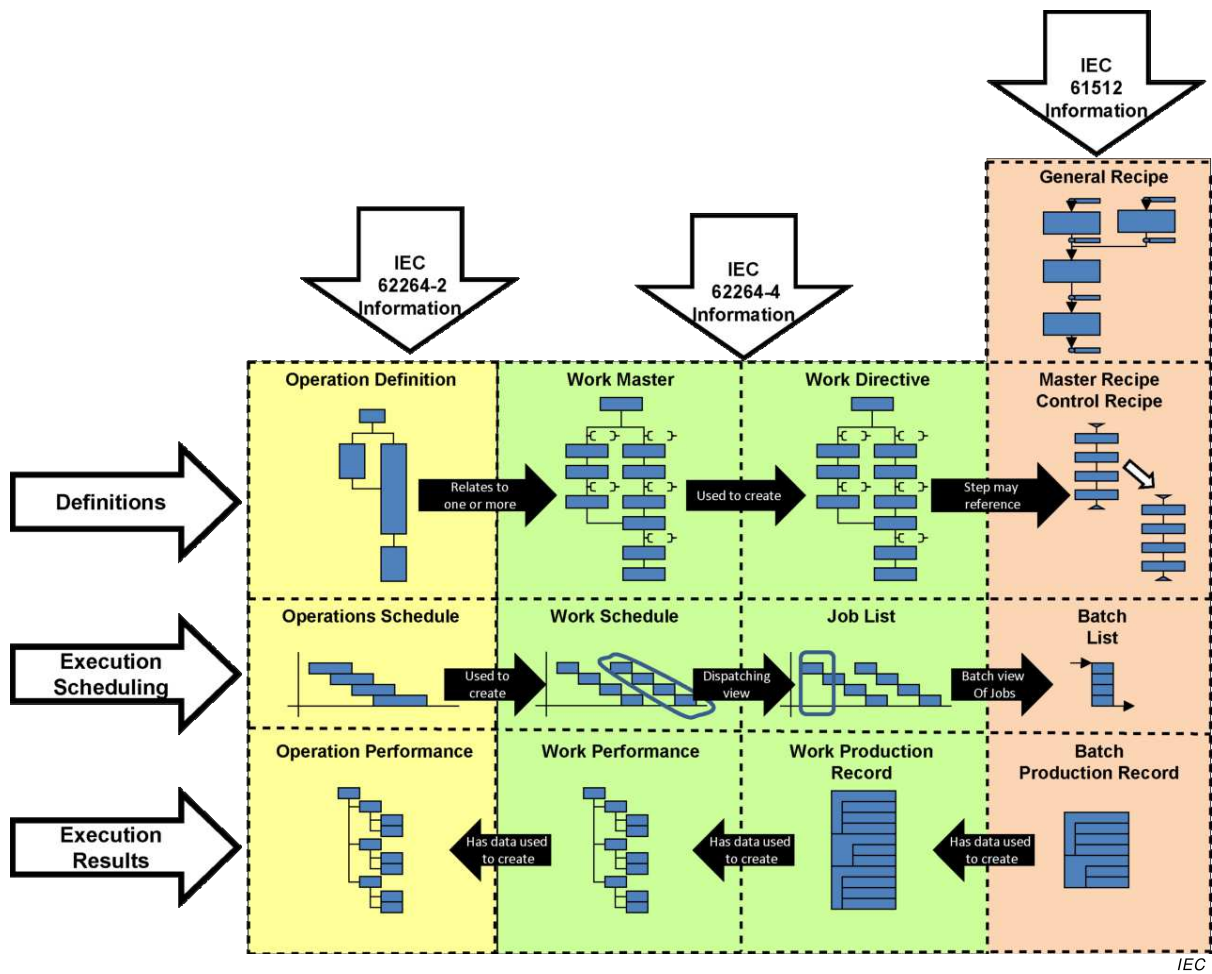 IEC
61512
Information
General Recipe
IEC
62264-2
Information
IEC
62264-4
Information
Operation Definition
Work Master
Work Directive
Master Recipe
Control Recipe
Definitions
Relates to
one or more
Used to create
Step may
reference
Operations Schedule
Work Schedule
Job List
Batch
List
Execution
Scheduling
Used to
create
Dispatching
view
Batch view
Of Jobs
Operation Performance
Work Performance
Work Production
Record
Batch
Production Record
Execution
Results
Has data used
to create
Has data used
to create
Has data used
to create
IEC